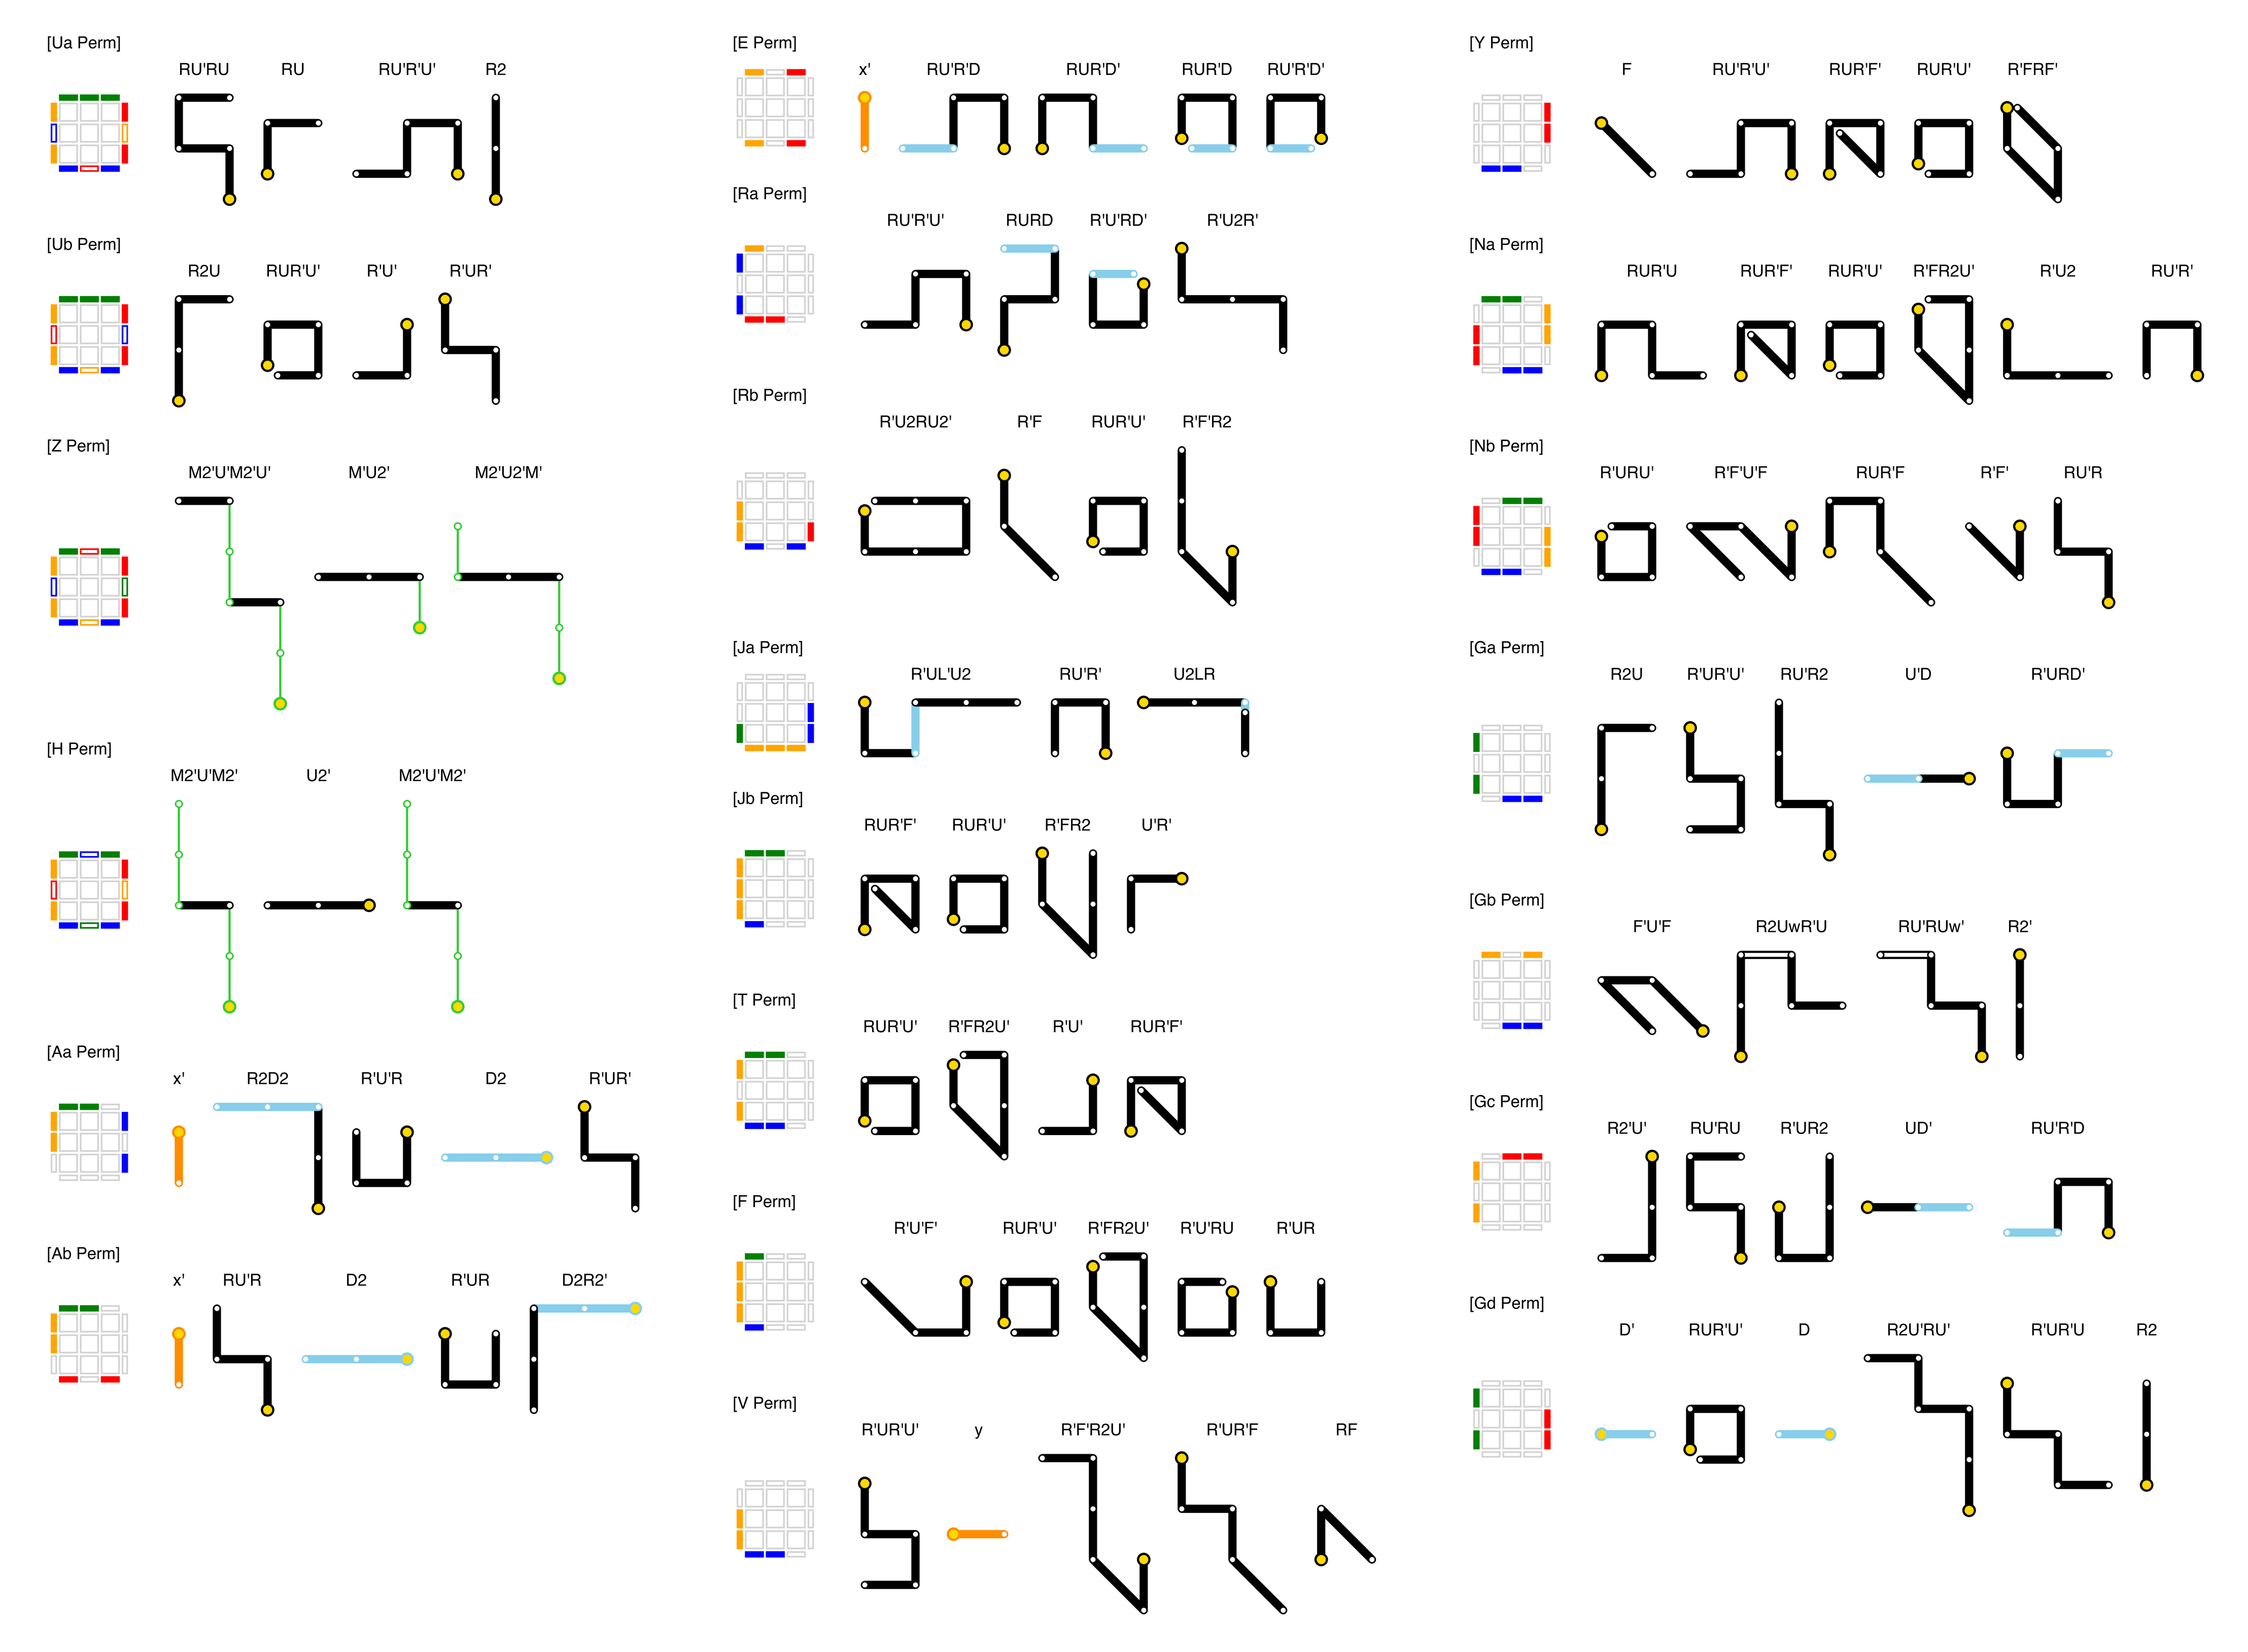 [Ua Perm]
RU'RU RU RU'R'U' R2
[Ub Perm]
R2U RUR'U' R'U' R'UR'
[Z Perm]
M2'U'M2'U' M'U2' M2'U2'M'
[H Perm]
M2'U'M2' U2' M2'U'M2'
[Aa Perm]
x' R2D2 R'U'R D2 R'UR'
[Ab Perm]
x' RU'R D2 R'UR D2R2'
[E Perm]
x' RU'R'D RUR'D' RUR'D RU'R'D'
[Ra Perm]
RU'R'U' RURD R'U'RD' R'U2R'
[Rb Perm]
R'U2RU2' R'F RUR'U' R'F'R2
[Ja Perm]
R'UL'U2 RU'R' U2LR
[Jb Perm]
RUR'F' RUR'U' R'FR2 U'R'
[T Perm]
RUR'U' R'FR2U' R'U' RUR'F'
[F Perm]
R'U'F' RUR'U' R'FR2U' R'U'RU R'UR
[V Perm]
R'UR'U' y R'F'R2U' R'UR'F RF
[Y Perm]
F RU'R'U' RUR'F' RUR'U' R'FRF'
[Na Perm]
RUR'U RUR'F' RUR'U' R'FR2U' R'U2 RU'R'
[Nb Perm]
R'URU' R'F'U'F RUR'F R'F' RU'R
[Ga Perm]
R2U R'UR'U' RU'R2 U'D R'URD'
[Gb Perm]
F'U'F R2UwR'U RU'RUw' R2'
[Gc Perm]
R2'U' RU'RU R'UR2 UD' RU'R'D
[Gd Perm]
D' RUR'U' D R2U'RU' R'UR'U R2